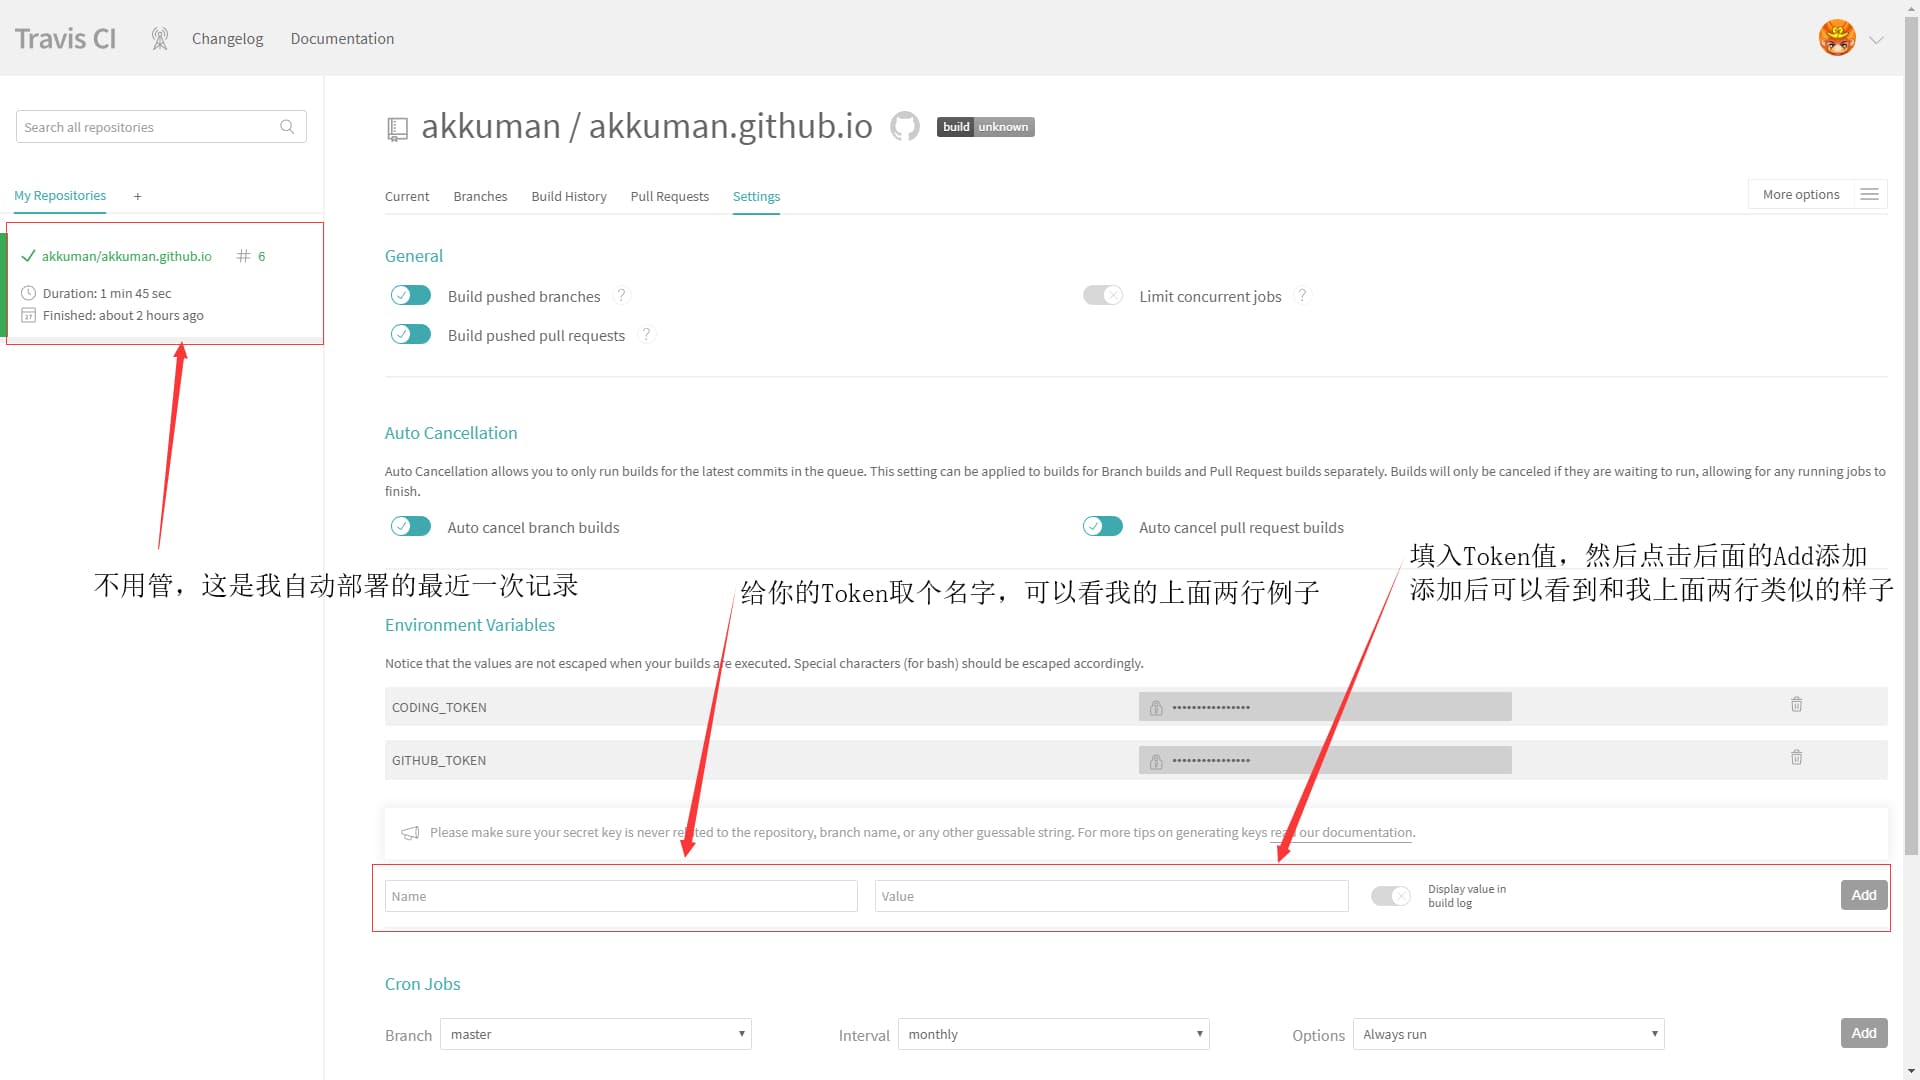 Travis CI
Changelog
Documentation
Search all repositories
My Repositories
+
akkuman/akkuman.github.io # 6
Duration: 1 min 45 sec
27
Finished: about 2 hours ago
不用管，这是我自动部署的最近一次记录
akkuman / akkuman.github.io
build unknown
Current Branches Build History Pull Requests Settings
More options
General
Build pushed branches ?
Limit concurrent jobs ?
Build pushed pull requests ?
Auto Cancellation
Auto Cancellation allows you to only run builds for the latest commits in the queue. This setting can be applied to builds for Branch builds and Pull Request builds separately. Builds will only be canceled if they are waiting to run, allowing for any running jobs to
finish.
Auto cancel branch builds
Auto cancel pull request builds
给你的Token取个名字，可以看我的上面两行例子
填入Token值，然后点击后面的Add添加
添加后可以看到和我上面两行类似的样子
Environment Variables
Notice that the values are not escaped when your builds are executed. Special characters (for bash) should be escaped accordingly.
CODING_TOKEN ••••••••••••••••
GITHUB_TOKEN ••••••••••••••••
Please make sure your secret key is never related to the repository, branch name, or any other guessable string. For more tips on generating keys read our documentation.
Name
Value
Display value in
build log
Add
Cron Jobs
Branch master
Interval monthly
Options Always run
Add